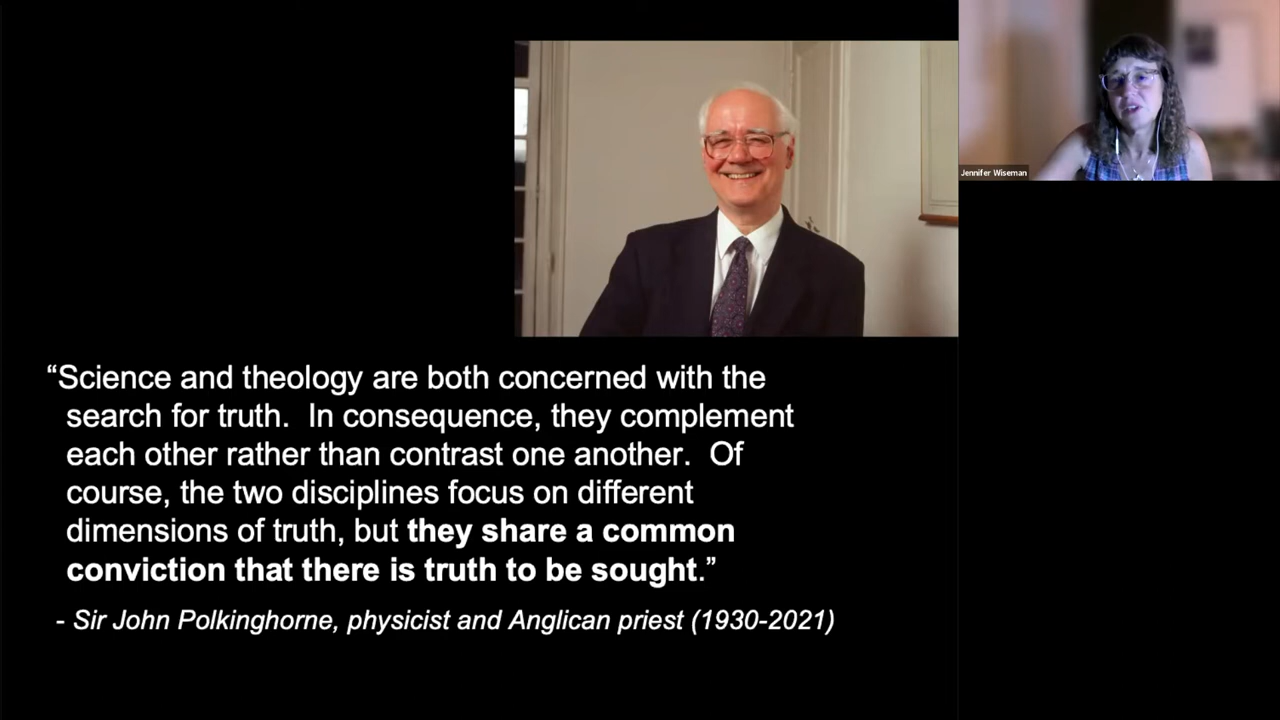 Jennifer Wiseman
“Science and theology are both concerned with the
search for truth.  In consequence, they complement
each other rather than contrast one another.  Of
course, the two disciplines focus on different
dimensions of truth, but they share a common
conviction that there is truth to be sought.”
- Sir John Polkinghorne, physicist and Anglican priest (1930-2021)